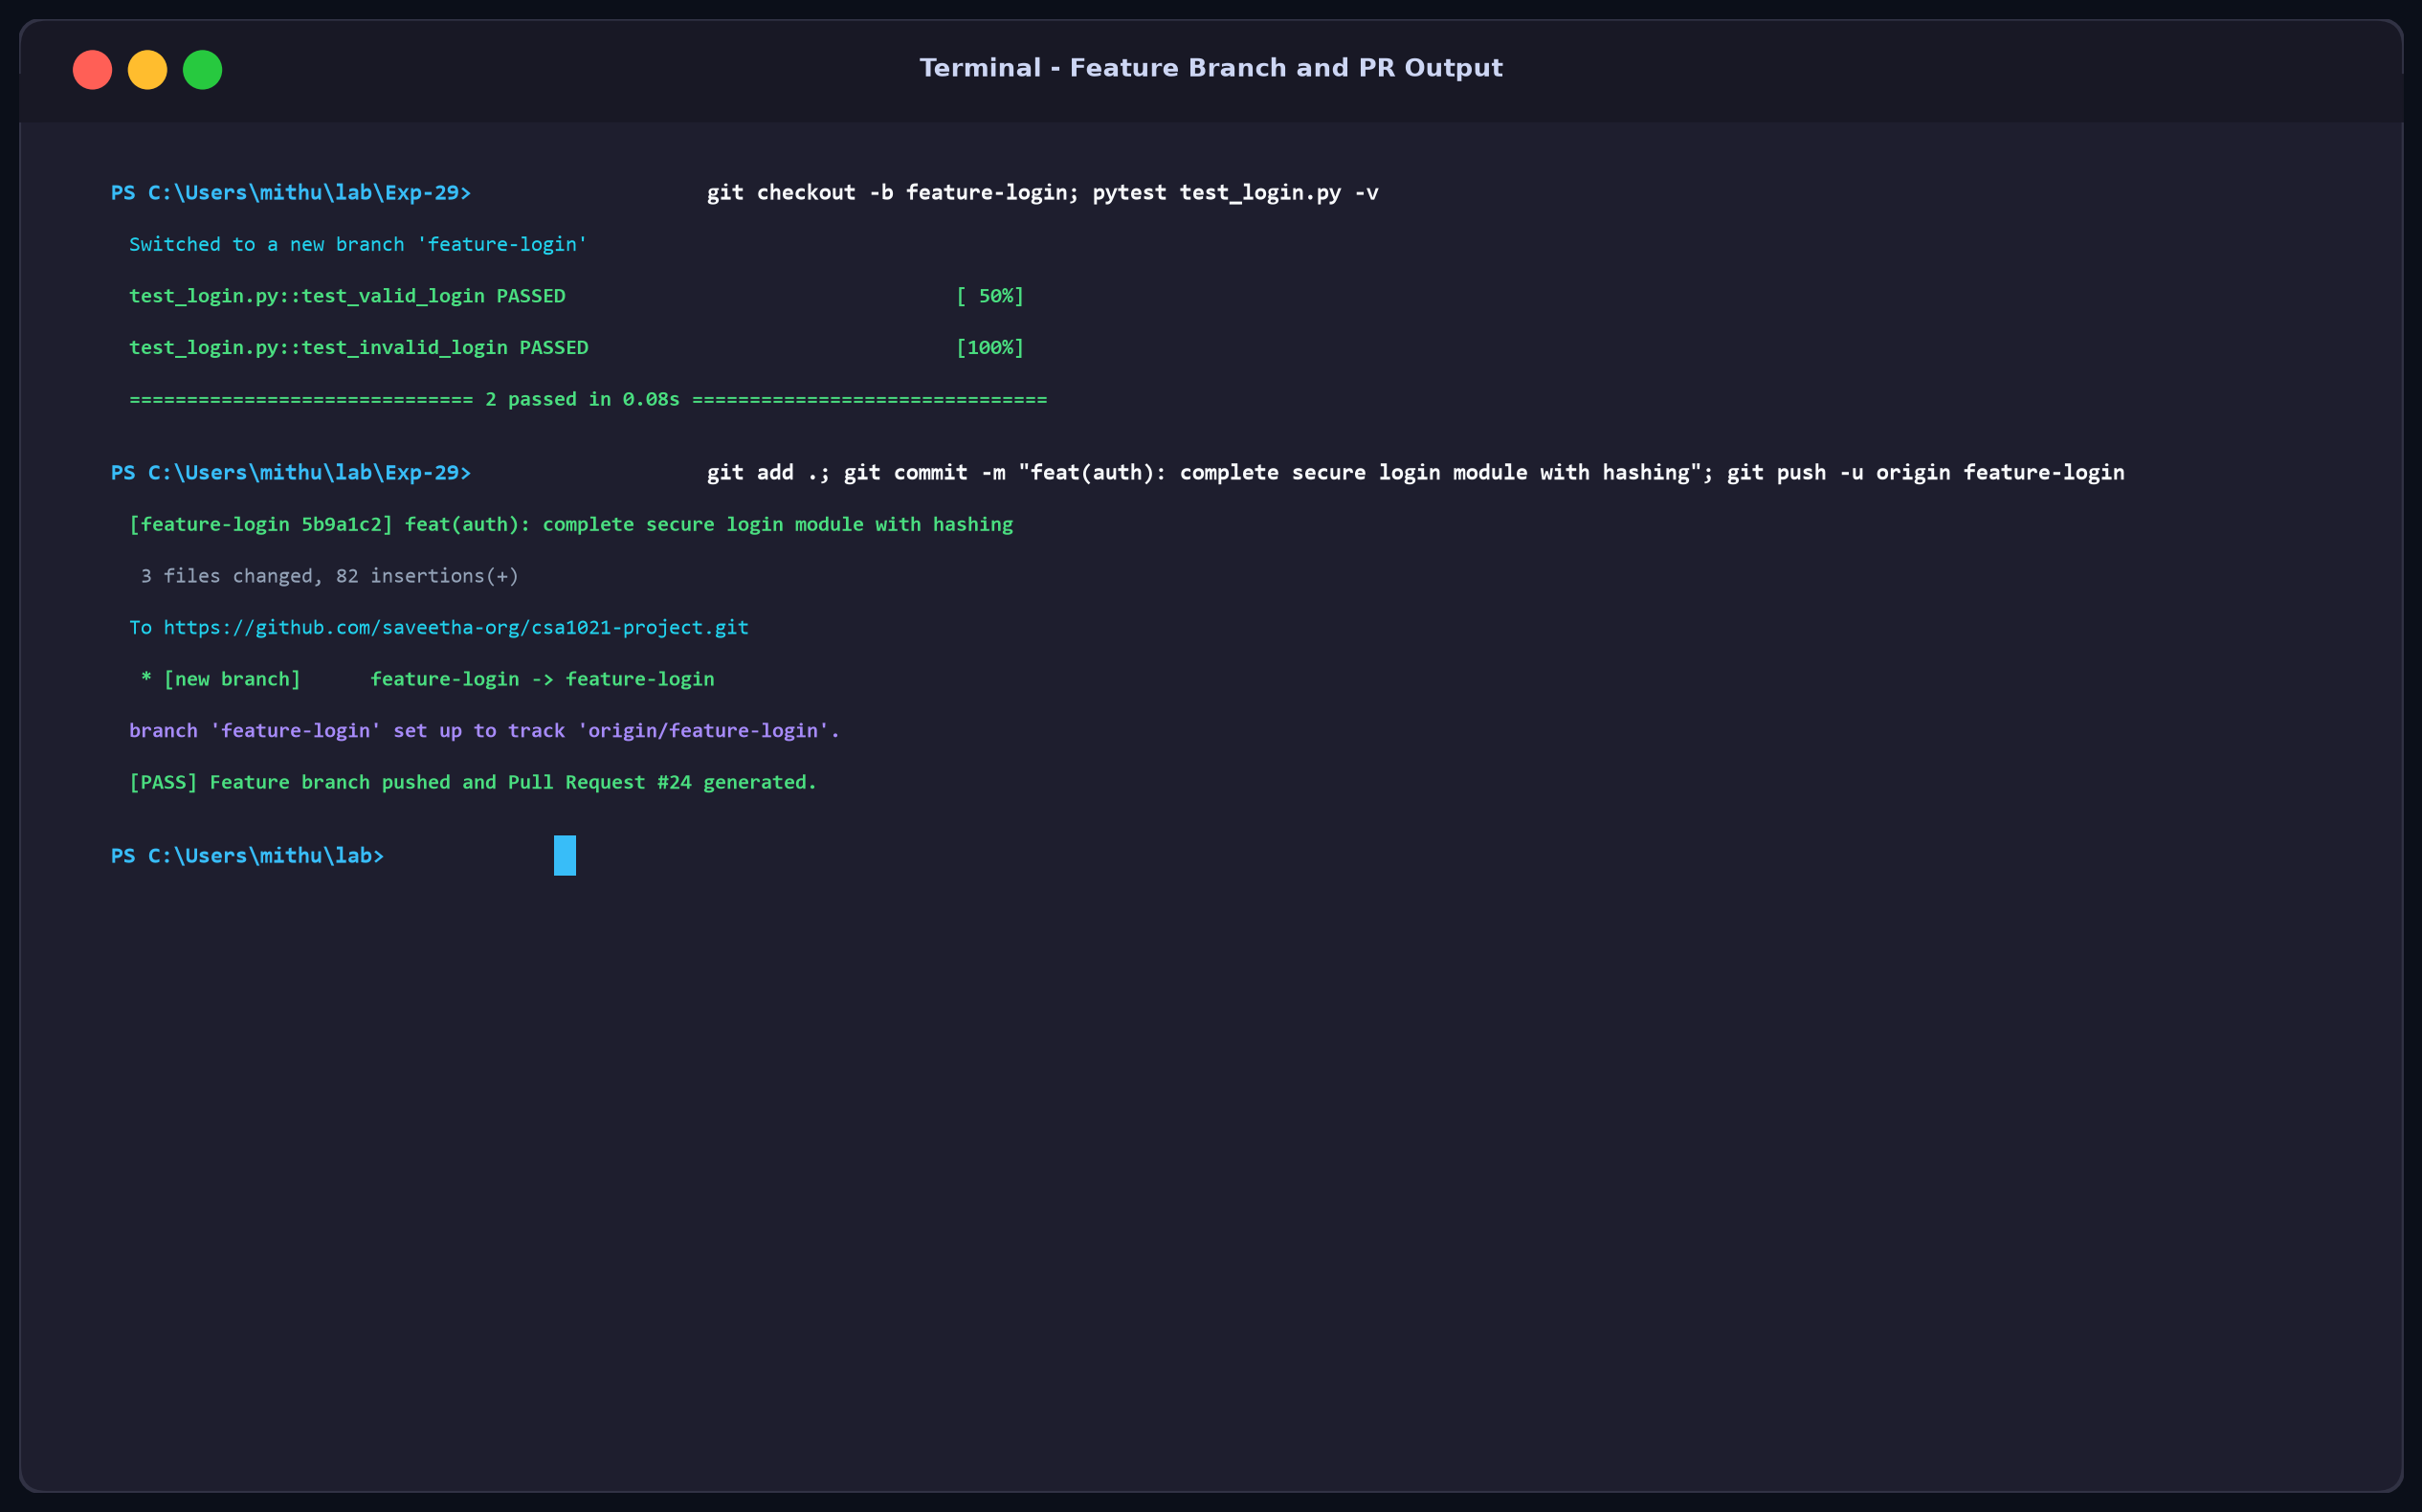 Terminal - Feature Branch and PR Output
PS C:\Users\mithu\lab\Exp-29> git checkout -b feature-login; pytest test_login.py -v
Switched to a new branch 'feature-login'
test_login.py::test_valid_login PASSED [ 50%]
test_login.py::test_invalid_login PASSED [100%]
============================== 2 passed in 0.08s ===============================
PS C:\Users\mithu\lab\Exp-29> git add .; git commit -m "feat(auth): complete secure login module with hashing"; git push -u origin feature-login
[feature-login 5b9a1c2] feat(auth): complete secure login module with hashing
3 files changed, 82 insertions(+)
To https://github.com/saveetha-org/csa1021-project.git
* [new branch] feature-login -> feature-login
branch 'feature-login' set up to track 'origin/feature-login'.
[PASS] Feature branch pushed and Pull Request #24 generated.
PS C:\Users\mithu\lab>